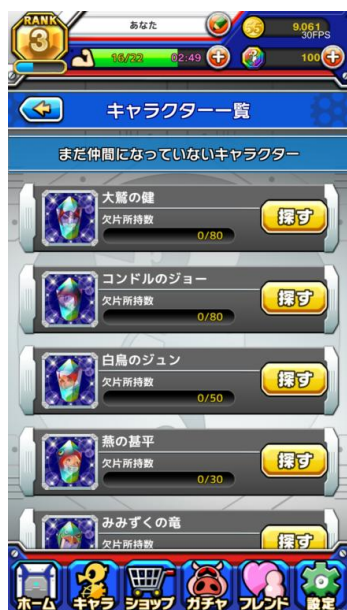 RANK
3
あなた
16/22
02:49
9,061
30FPS
100
キャラクター一覧
まだ仲間になっていないキャラクター
大鷲の健
欠片所持数
0/80
探す
コンドルのジョー
欠片所持数
0/80
探す
白鳥のジュン
欠片所持数
0/50
探す
燕の甚平
欠片所持数
0/30
探す
みみずくの竜
欠片所持数
探す
ホーム
キャラ
ショップ
ガチャ
フレンド
設定